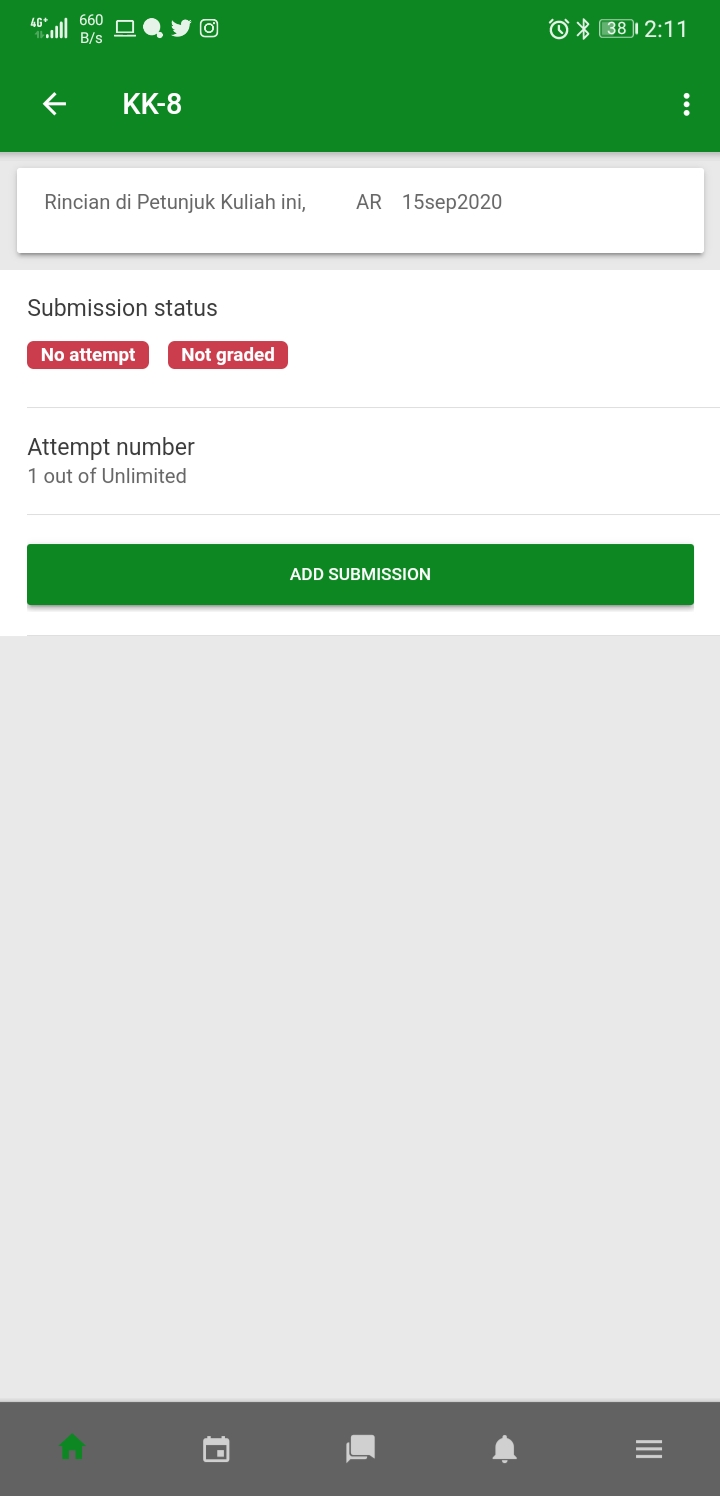 4G+ 660 B/s 38 2:11
KK-8
Rincian di Petunjuk Kuliah ini, AR 15sep2020
Submission status
No attempt Not graded
Attempt number
1 out of Unlimited
ADD SUBMISSION